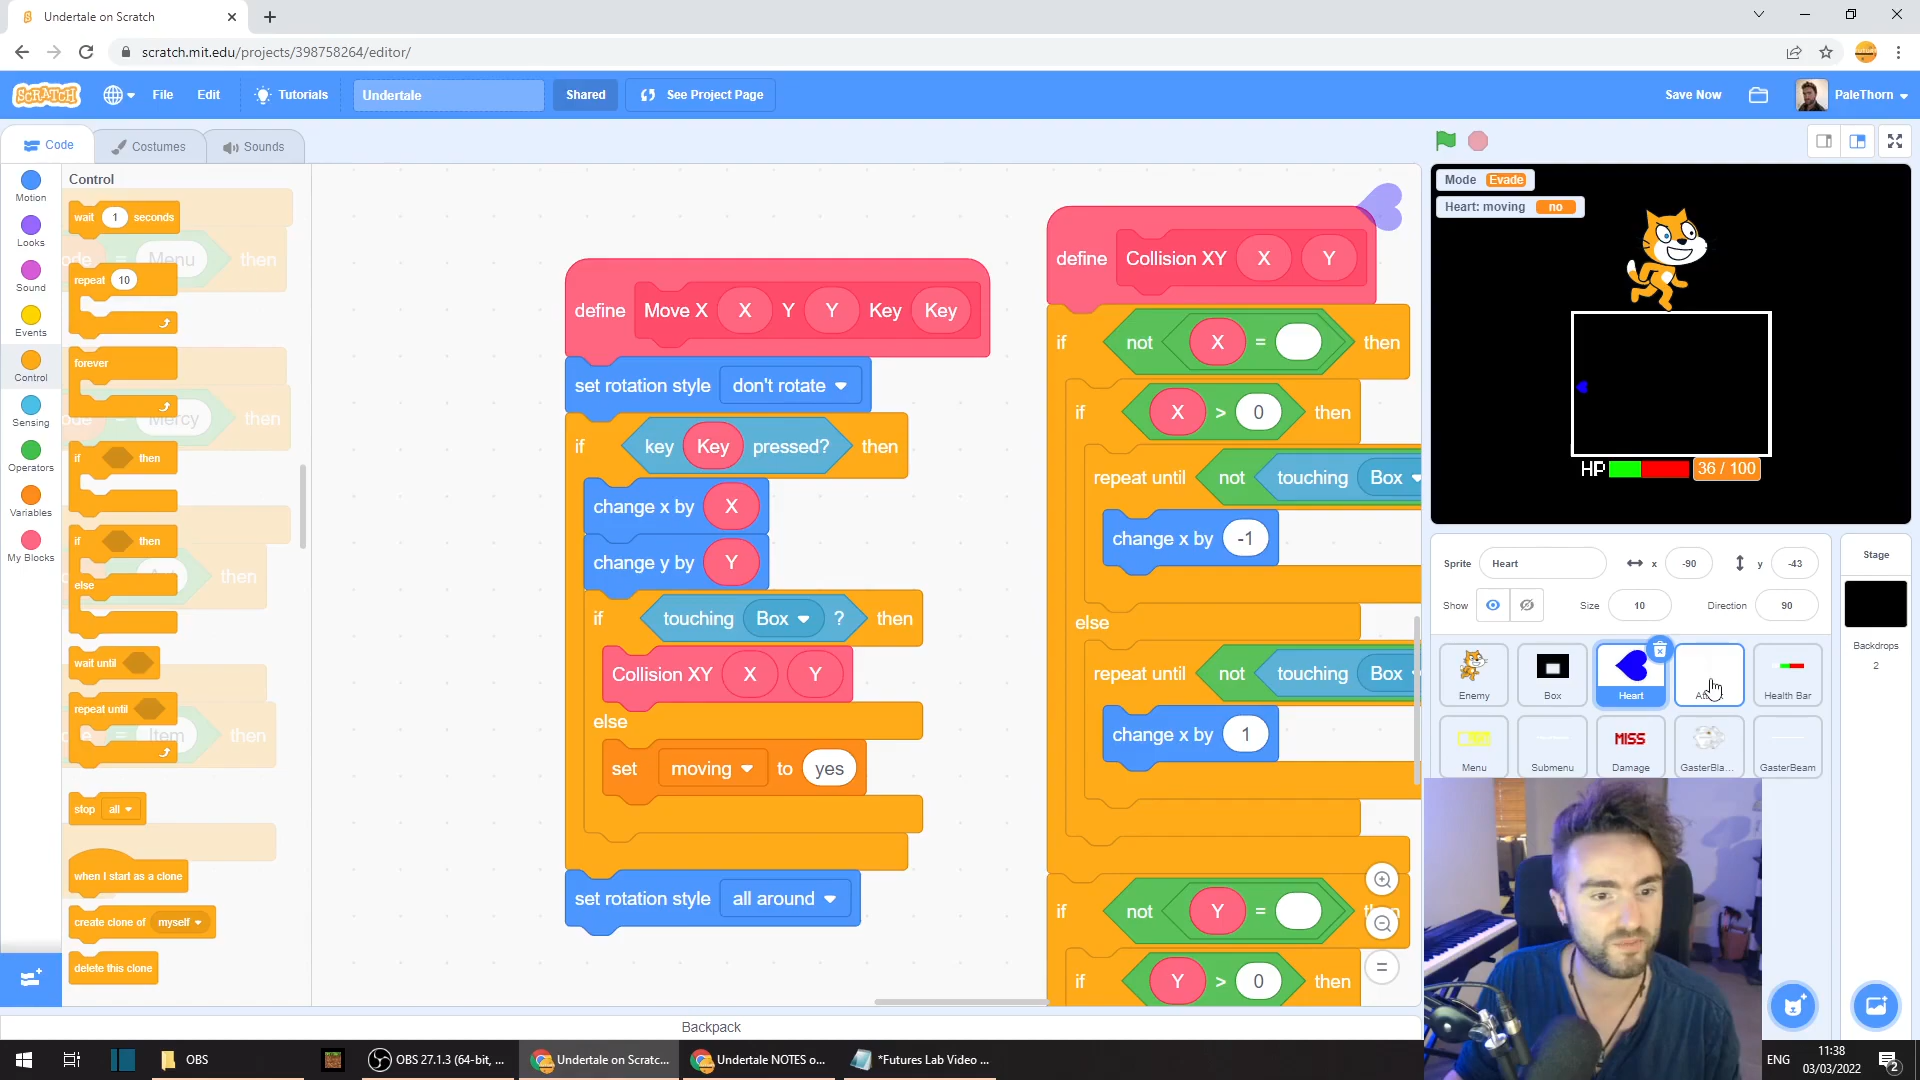 Undertale on Scratch
scratch.mit.edu/projects/398758264/editor/
SCRATCH
File
Edit
Tutorials
Undertale
Shared
See Project Page
Save Now
PaleThorn
Code
Costumes
Sounds
Motion
Looks
Sound
Events
Control
Sensing
Operators
Variables
My Blocks
Control
wait 1 seconds
Menu then
repeat 10
forever
Mercy then
if then
if then
else
then
wait until
repeat until
Item then
stop all
when I start as a clone
create clone of myself
delete this clone
define Move X X Y Y Key Key
set rotation style don't rotate
if key Key pressed? then
change x by X
change y by Y
if touching Box ? then
Collision XY X Y
else
set moving to yes
set rotation style all around
define Collision XY X Y
if not X = then
if X > 0 then
repeat until not touching Box
change x by -1
else
repeat until not touching Box
change x by 1
if not Y =
if Y > 0 then
Backpack
Mode Evade
Heart: moving no
HP 36 / 100
Sprite Heart x -90 y -43
Show Size 10 Direction 90
Enemy
Box
Heart
Health Bar
Menu
Submenu
MISS
Damage
GasterBla...
GasterBeam
Stage
Backdrops
2
OBS
OBS 27.1.3 (64-bit, ...
Undertale on Scratc...
Undertale NOTES o...
*Futures Lab Video ...
ENG
11:38
03/03/2022
2